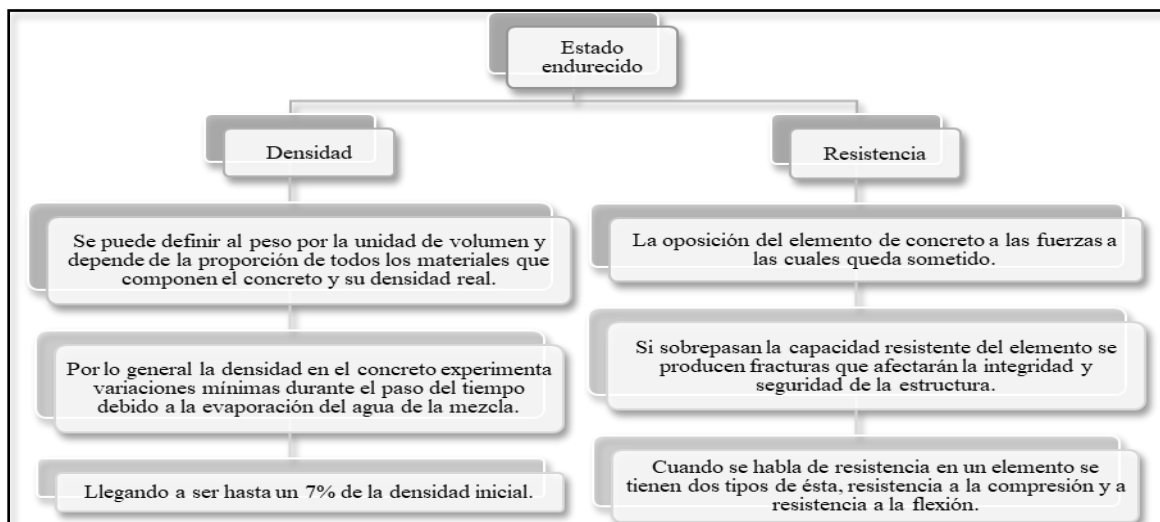 Estado
endurecido
Densidad
Se puede definir al peso por la unidad de volumen y
depende de la proporción de todos los materiales que
componen el concreto y su densidad real.
Por lo general la densidad en el concreto experimenta
variaciones mínimas durante el paso del tiempo
debido a la evaporación del agua de la mezcla.
Llegando a ser hasta un 7% de la densidad inicial.
Resistencia
La oposición del elemento de concreto a las fuerzas a
las cuales queda sometido.
Si sobrepasan la capacidad resistente del elemento se
producen fracturas que afectarán la integridad y
seguridad de la estructura.
Cuando se habla de resistencia en un elemento se
tienen dos tipos de ésta, resistencia a la compresión y a
resistencia a la flexión.